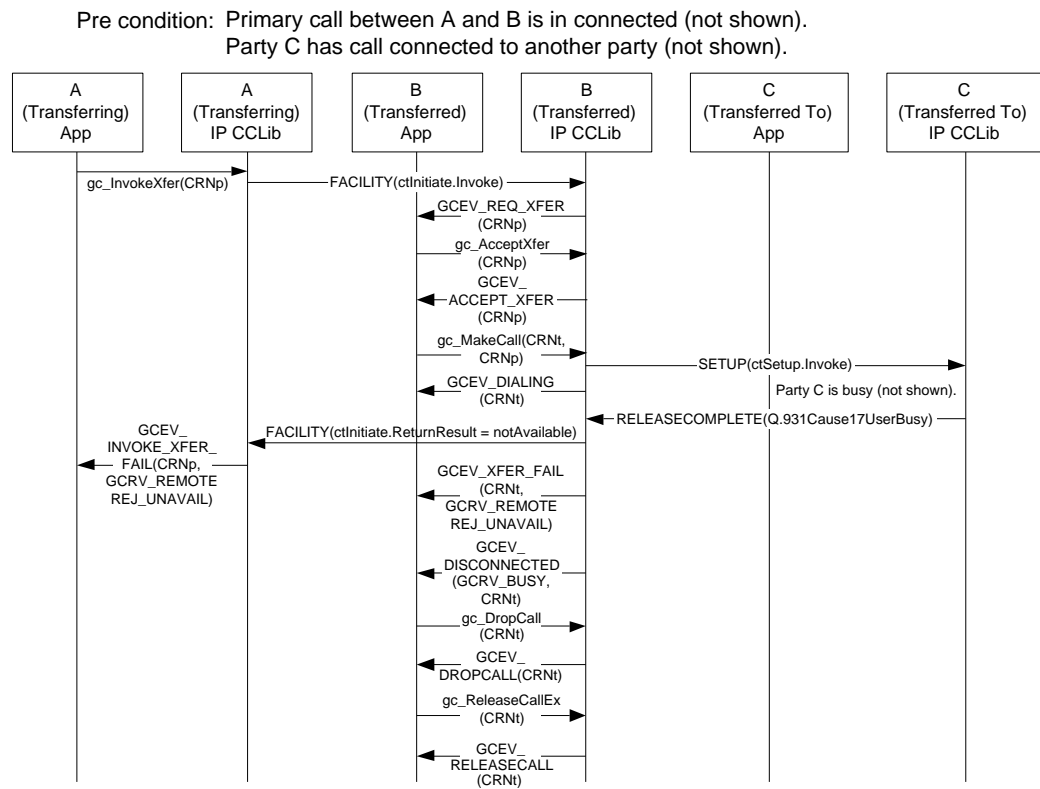 Pre condition: Primary call between A and B is in connected (not shown).
Party C has call connected to another party (not shown).
A
(Transferring)
App
A
(Transferring)
IP CCLib
B
(Transferred)
App
B
(Transferred)
IP CCLib
C
(Transferred To)
App
C
(Transferred To)
IP CCLib
gc_InvokeXfer(CRNp)
FACILITY(ctInitiate.Invoke)
GCEV_REQ_XFER
(CRNp)
gc_AcceptXfer
(CRNp)
GCEV_
ACCEPT_XFER
(CRNp)
gc_MakeCall(CRNt,
CRNp)
SETUP(ctSetup.Invoke)
GCEV_DIALING
(CRNt)
Party C is busy (not shown).
RELEASECOMPLETE(Q.931Cause17UserBusy)
FACILITY(ctInitiate.ReturnResult = notAvailable)
GCEV_
INVOKE_XFER_
FAIL(CRNp,
GCRV_REMOTE
REJ_UNAVAIL)
GCEV_XFER_FAIL
(CRNt,
GCRV_REMOTE
REJ_UNAVAIL)
GCEV_
DISCONNECTED
(GCRV_BUSY,
CRNt)
gc_DropCall
(CRNt)
GCEV_
DROPCALL(CRNt)
gc_ReleaseCallEx
(CRNt)
GCEV_
RELEASECALL
(CRNt)